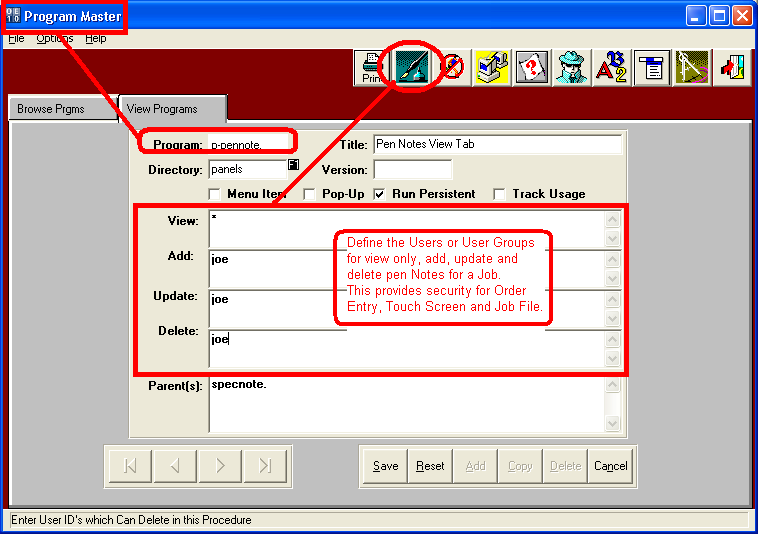 OE
10
Program Master
File Options Help
Print
B
A 2
Browse Prgms View Programs
Program: p-pennote. Title: Pen Notes View Tab
Directory: panels F1 Version:
Menu Item Pop-Up Run Persistent Track Usage
View: *
Add: joe
Update: joe
Delete: joe
Define the Users or User Groups
for view only, add, update and
delete pen Notes for a Job.
This provides security for Order
Entry, Touch Screen and Job File.
Parent(s): specnote.
Save Reset Add Copy Delete Cancel
Enter User ID's which Can Delete in this Procedure